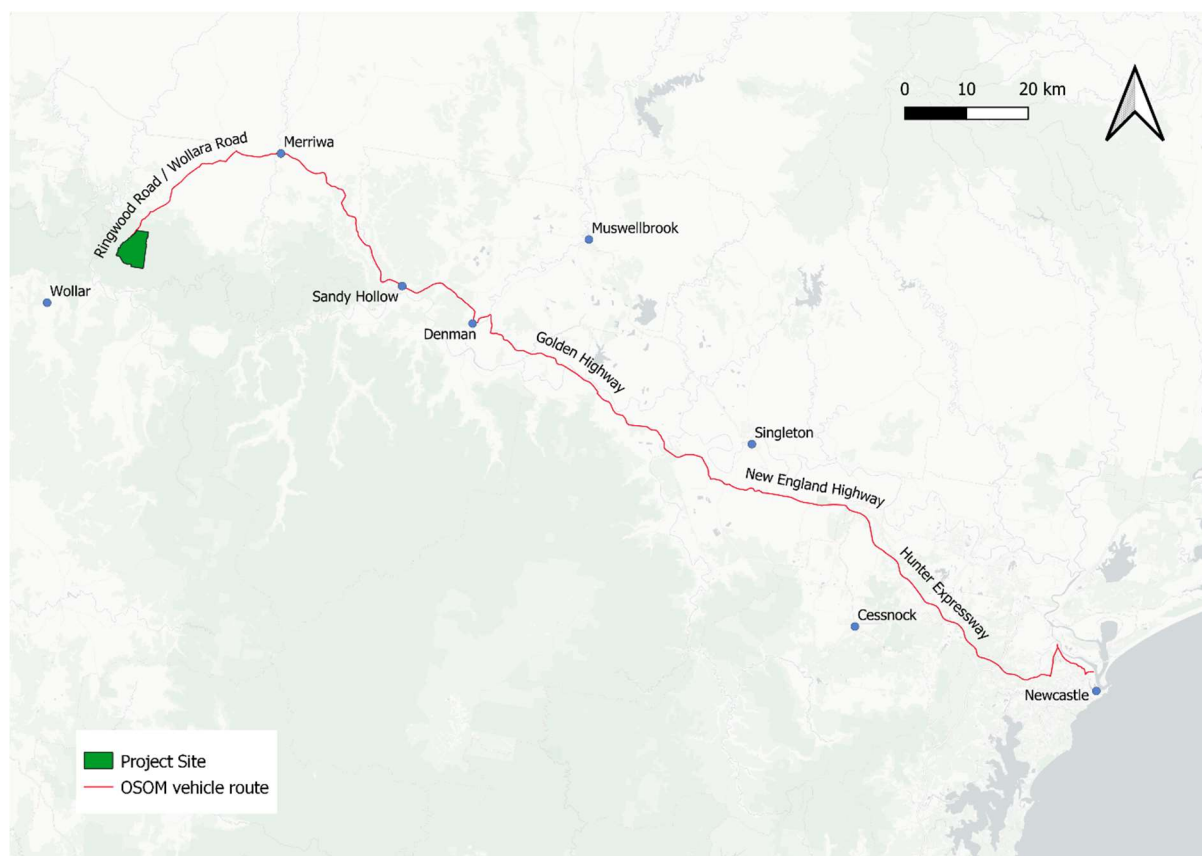 0 10 20 km
Merriwa
Ringwood Road / Wollara Road
Muswellbrook
Wollar
Sandy Hollow
Denman
Golden Highway
Singleton
New England Highway
Hunter Expressway
Cessnock
Newcastle
Project Site
OSOM vehicle route